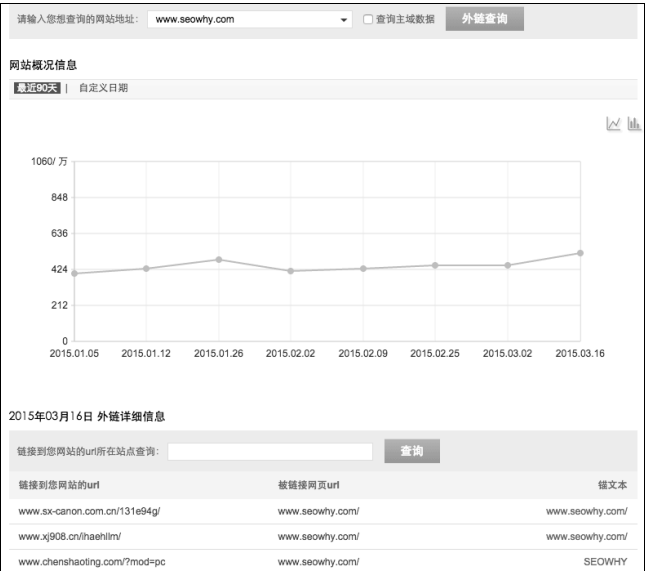 请输入您想查询的网站地址: www.seowhy.com 查询主域数据 外链查询
网站概况信息
最近90天 | 自定义日期
1060/ 万
848
636
424
212
0
2015.01.05 2015.01.12 2015.01.26 2015.02.02 2015.02.09 2015.02.25 2015.03.02 2015.03.16
2015年03月16日 外链详细信息
链接到您网站的url所在站点查询: 查询
链接到您网站的url 被链接网页url 锚文本
www.sx-canon.com.cn/131e94g/ www.seowhy.com/ www.seowhy.com/
www.xj908.cn/ihaehllm/ www.seowhy.com/ www.seowhy.com/
www.chenshaoting.com/?mod=pc www.seowhy.com/ SEOWHY